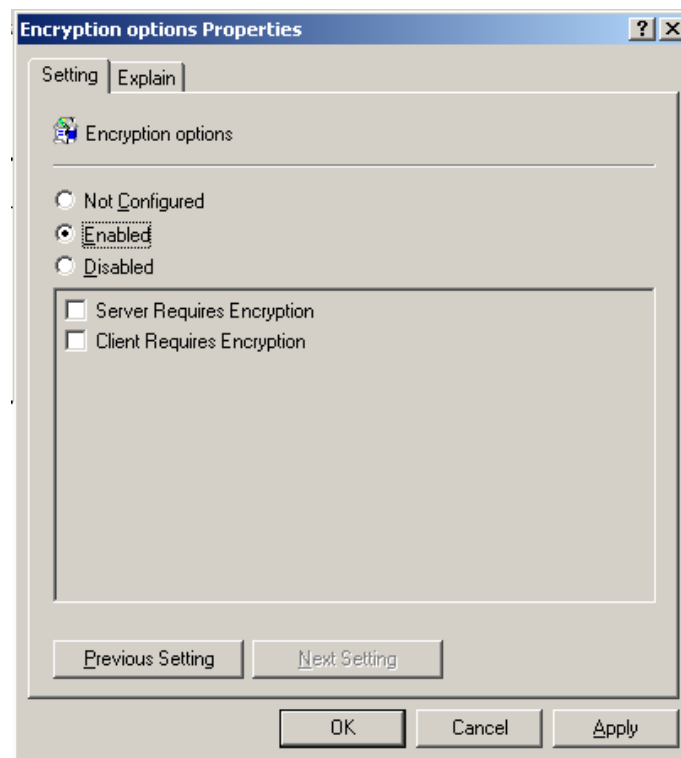 Encryption options Properties
Setting
Explain
Encryption options
Not Configured
Enabled
Disabled
Server Requires Encryption
Client Requires Encryption
Previous Setting
Next Setting
OK
Cancel
Apply